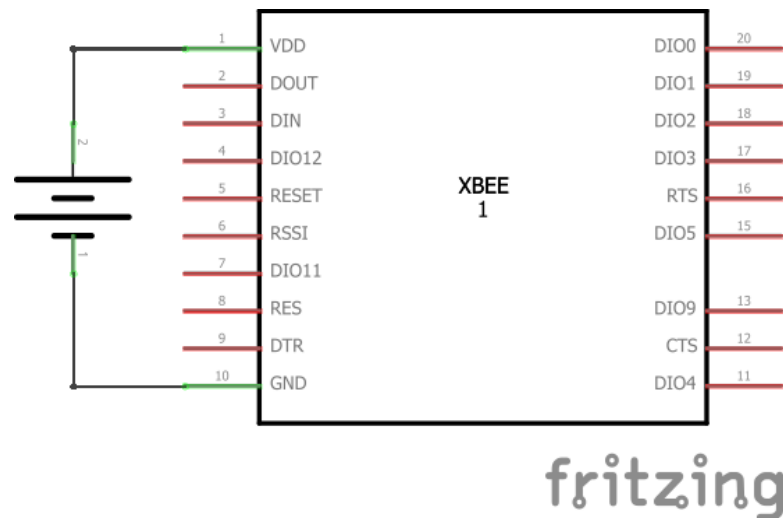 1 VDD DIO0 20
2 DOUT DIO1 19
3 DIN DIO2 18
2
4 DIO12 DIO3 17
XBEE
5 RESET RTS 16
1
6 RSSI DIO5 15
1
7 DIO11
8 RES DIO9 13
9 DTR CTS 12
10 GND DIO4 11
fritzing